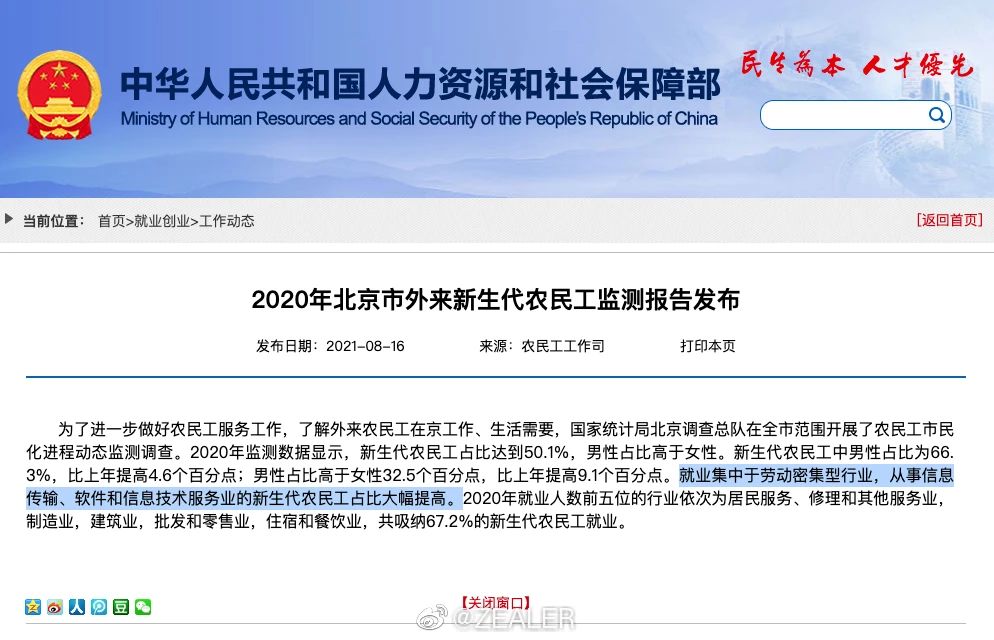 中华人民共和国人力资源和社会保障部
Ministry of Human Resources and Social Security of the People's Republic of China
民生為本 人才優先
当前位置： 首页>就业创业>工作动态
[返回首页]
2020年北京市外来新生代农民工监测报告发布
发布日期：2021-08-16 来源：农民工工作司 打印本页
为了进一步做好农民工服务工作，了解外来农民工在京工作、生活需要，国家统计局北京调查总队在全市范围开展了农民工市民
化进程动态监测调查。2020年监测数据显示，新生代农民工占比达到50.1%，男性占比高于女性。新生代农民工中男性占比为66.
3%，比上年提高4.6个百分点；男性占比高于女性32.5个百分点，比上年提高9.1个百分点。就业集中于劳动密集型行业，从事信息
传输、软件和信息技术服务业的新生代农民工占比大幅提高。2020年就业人数前五位的行业依次为居民服务、修理和其他服务业，
制造业，建筑业，批发和零售业，住宿和餐饮业，共吸纳67.2%的新生代农民工就业。
人 豆
【关闭窗口】
@ZEALER